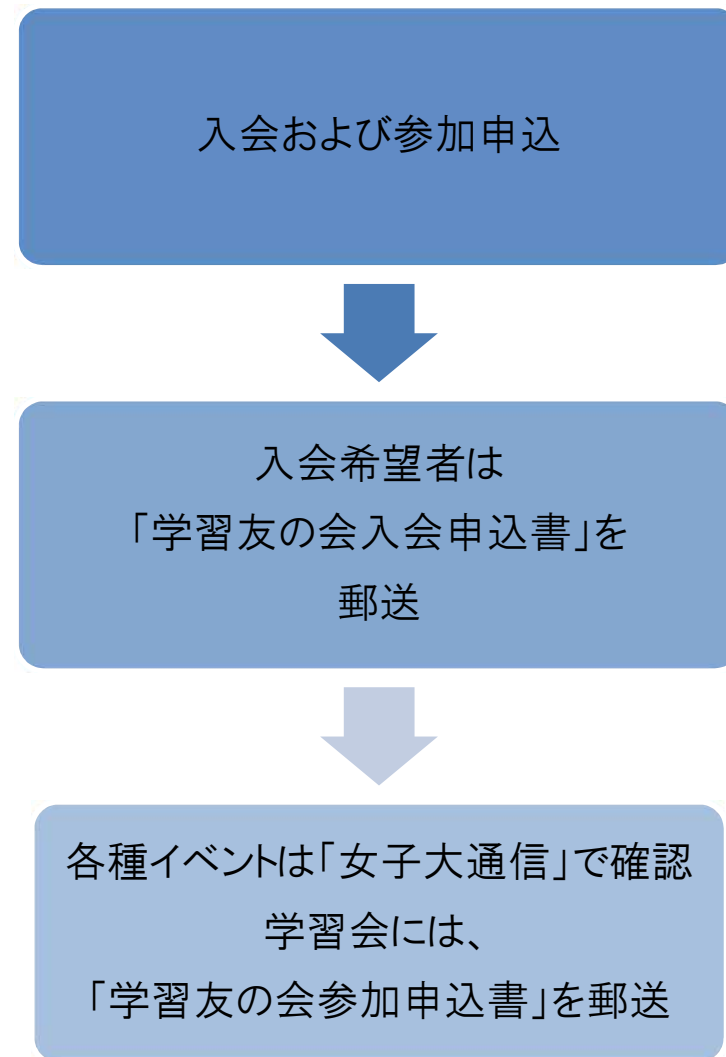 入会および参加申込
入会希望者は
「学習友の会入会申込書」を
郵送
各種イベントは「女子大通信」で確認
学習会には、
「学習友の会参加申込書」を郵送